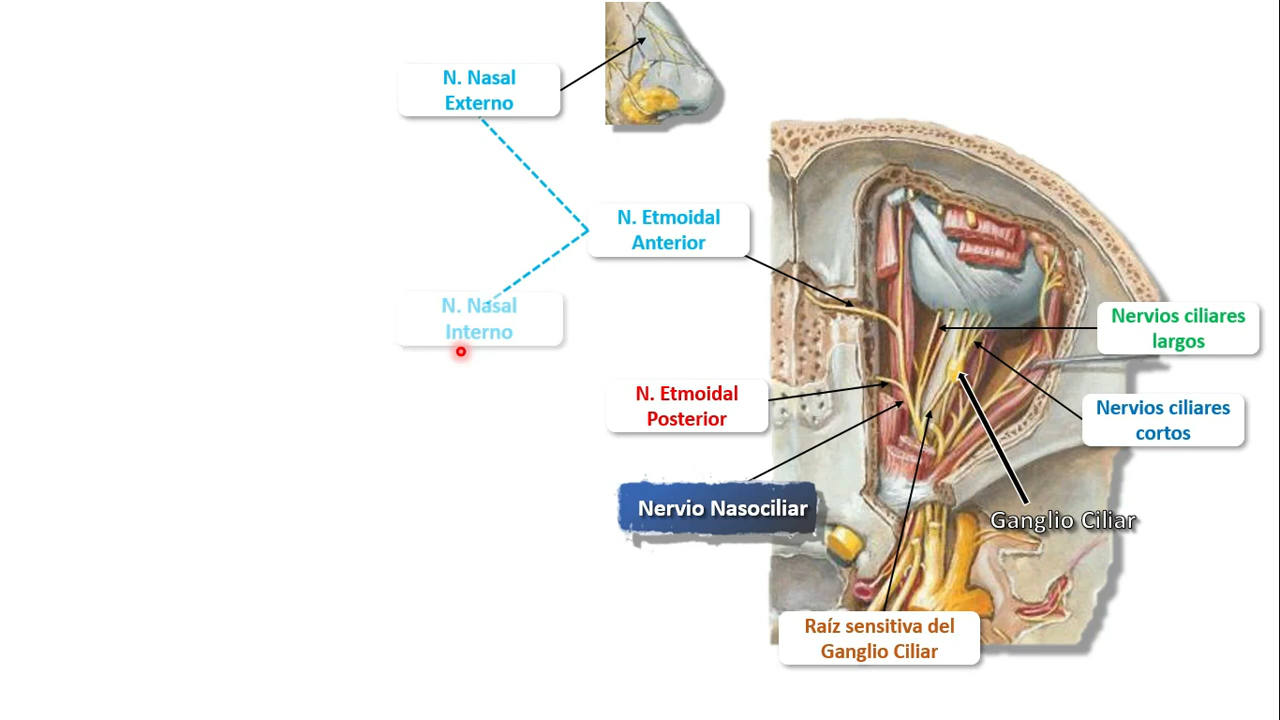 N. Nasal
Externo
N. Etmoidal
Anterior
N. Nasal
Interno
Nervios ciliares
largos
N. Etmoidal
Posterior
Nervios ciliares
cortos
Nervio Nasociliar
Ganglio Ciliar
Raíz sensitiva del
Ganglio Ciliar